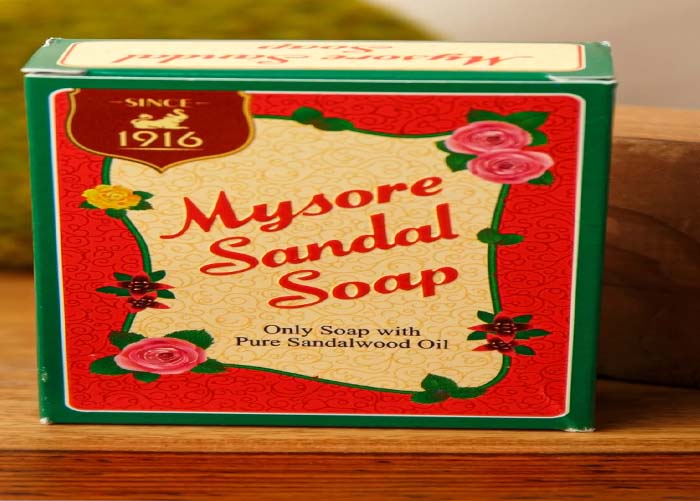 Mysore Sandal
Soap
SINCE
1916
Mysore
Sandal
Soap
Only Soap with
Pure Sandalwood Oil